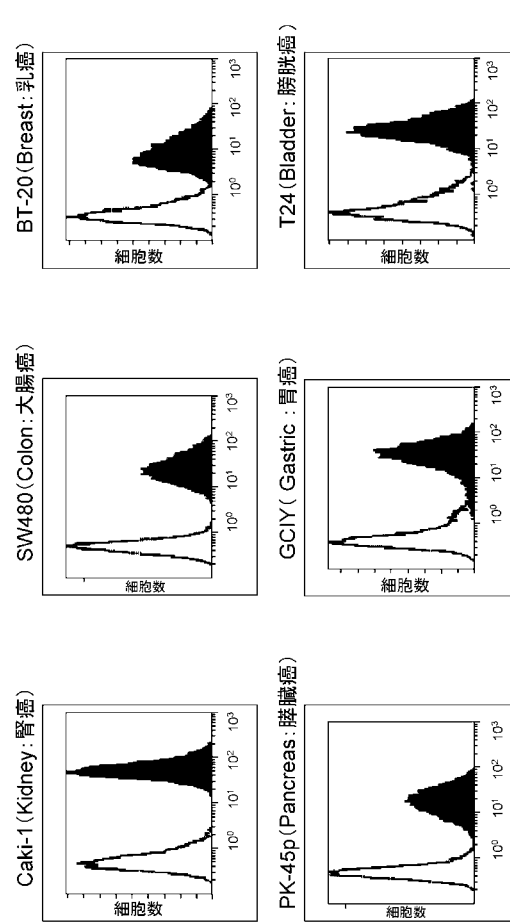 Caki-1(Kidney:腎癌)
細胞数
10⁰ 10¹ 10² 10³
SW480(Colon:大腸癌)
細胞数
10⁰ 10¹ 10² 10³
BT-20(Breast:乳癌)
細胞数
10⁰ 10¹ 10² 10³
PK-45p(Pancreas:膵臓癌)
細胞数
10⁰ 10¹ 10² 10³
GCIY( Gastric :胃癌)
細胞数
10⁰ 10¹ 10² 10³
T24(Bladder:膀胱癌)
細胞数
10⁰ 10¹ 10² 10³